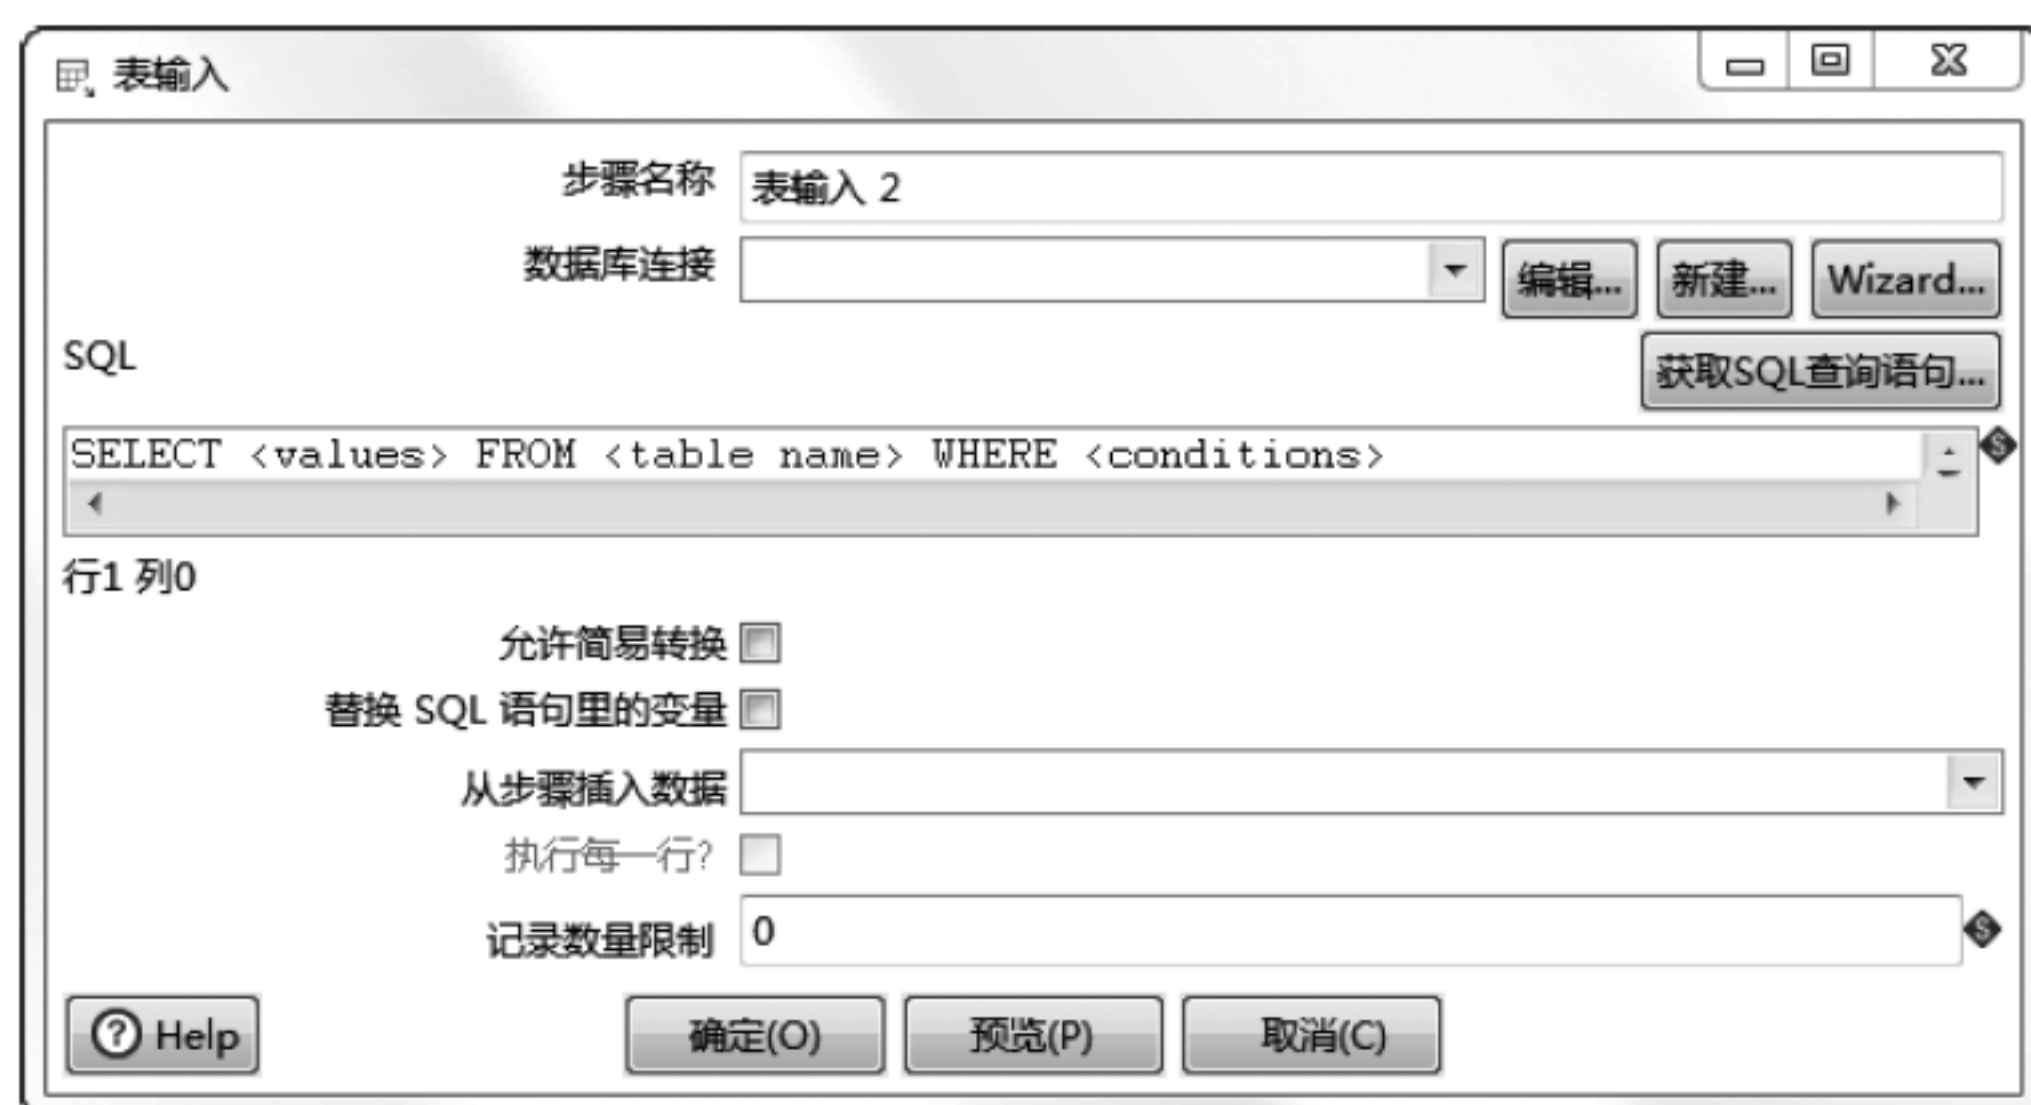 表输入
步骤名称 表输入 2
数据库连接 编辑... 新建... Wizard...
SQL 获取SQL查询语句...
SELECT <values> FROM <table name> WHERE <conditions>
行1 列0
允许简易转换
替换 SQL 语句里的变量
从步骤插入数据
执行每一行?
记录数量限制 0
Help 确定(O) 预览(P) 取消(C)